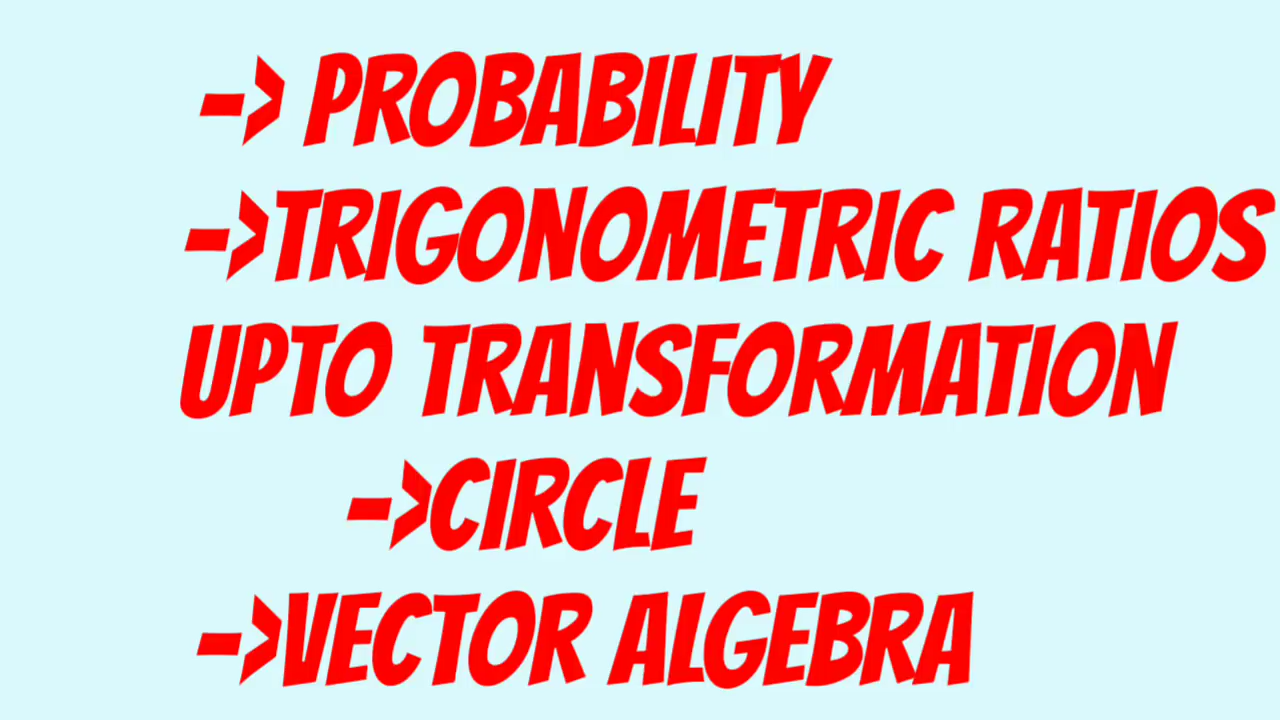 -> PROBABILITY
->TRIGONOMETRIC RATIOS
UPTO TRANSFORMATION
->CIRCLE
->VECTOR ALGEBRA